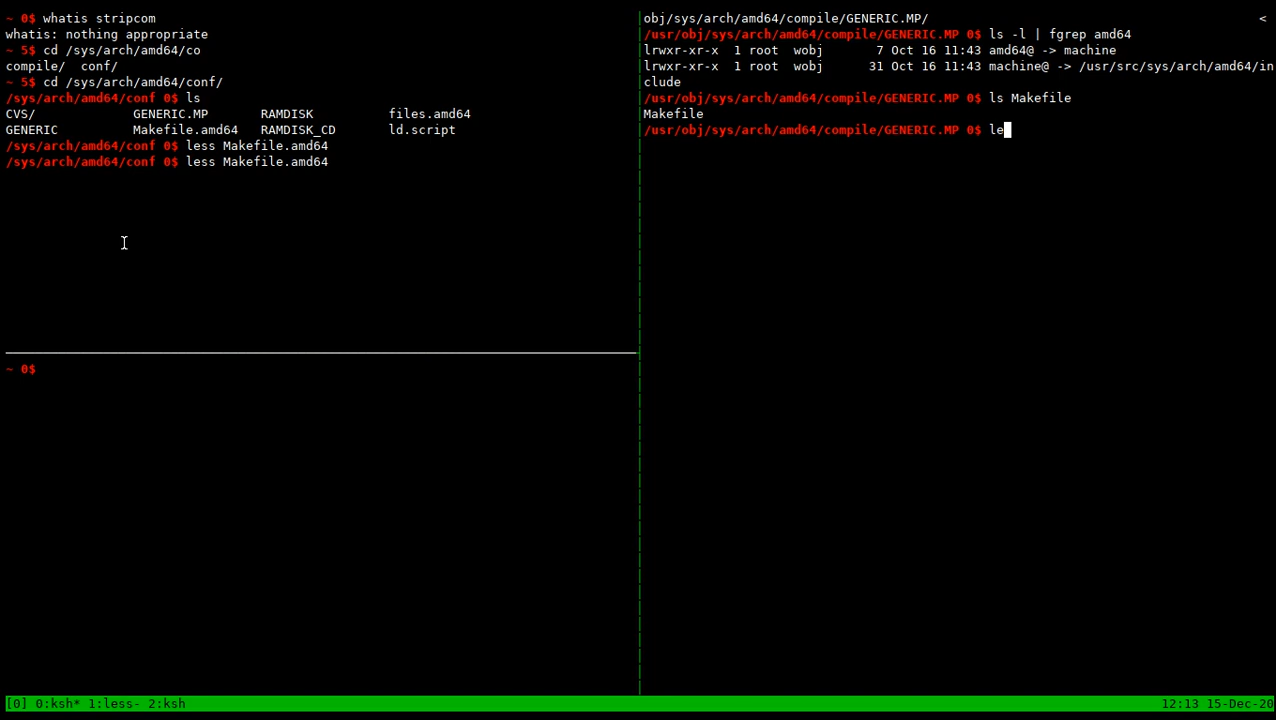 ~ 0$ whatis stripcom
whatis: nothing appropriate
~ 5$ cd /sys/arch/amd64/co
compile/  conf/
~ 5$ cd /sys/arch/amd64/conf/
/sys/arch/amd64/conf 0$ ls
CVS/             GENERIC.MP       RAMDISK          files.amd64
GENERIC          Makefile.amd64   RAMDISK_CD       ld.script
/sys/arch/amd64/conf 0$ less Makefile.amd64
/sys/arch/amd64/conf 0$ less Makefile.amd64
~ 0$
obj/sys/arch/amd64/compile/GENERIC.MP/ <
/usr/obj/sys/arch/amd64/compile/GENERIC.MP 0$ ls -l | fgrep amd64
lrwxr-xr-x  1 root  wobj       7 Oct 16 11:43 amd64@ -> machine
lrwxr-xr-x  1 root  wobj      31 Oct 16 11:43 machine@ -> /usr/src/sys/arch/amd64/in
clude
/usr/obj/sys/arch/amd64/compile/GENERIC.MP 0$ ls Makefile
Makefile
/usr/obj/sys/arch/amd64/compile/GENERIC.MP 0$ le
[0] 0:ksh* 1:less- 2:ksh 12:13 15-Dec-20